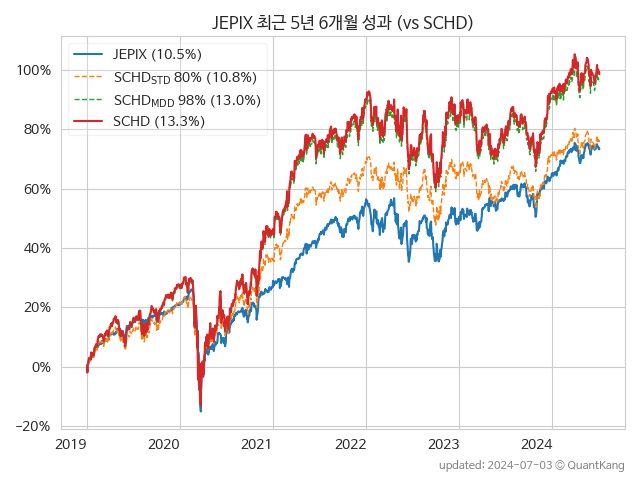 JEPIX 최근 5년 6개월 성과 (vs SCHD)
JEPIX (10.5%)
SCHD_STD 80% (10.8%)
SCHD_MDD 98% (13.0%)
SCHD (13.3%)
100%
80%
60%
40%
20%
0%
−20%
2019 2020 2021 2022 2023 2024
updated: 2024-07-03 © QuantKang